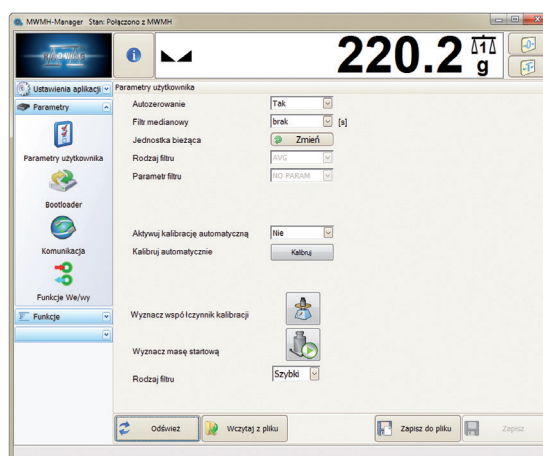 MWMH-Manager Stan: Połączono z MWMH
220.2 g
Ustawienia aplikacji
Parametry
Parametry użytkownika
Bootloader
Komunikacja
Funkcje We/wy
Funkcje
Parametry użytkownika
Autozerowanie Tak
Filtr medianowy brak [s]
Jednostka bieżąca Zmień
Rodzaj filtru AVG
Parametr filtru NO PARAM
Aktywuj kalibrację automatyczną Nie
Kalibruj automatycznie Kalibruj
Wyznacz współczynnik kalibracji
Wyznacz masę startową
Rodzaj filtru Szybki
Odśwież Wczytaj z pliku Zapisz do pliku Zapisz